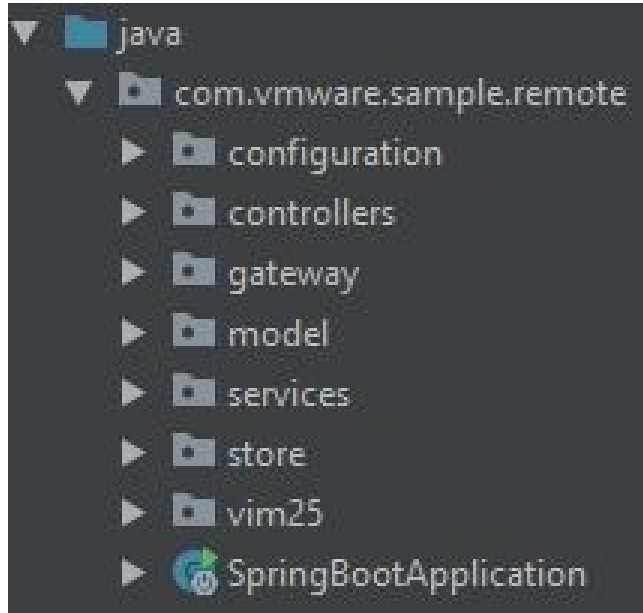 java
com.vmware.sample.remote
configuration
controllers
gateway
model
services
store
vim25
SpringBootApplication